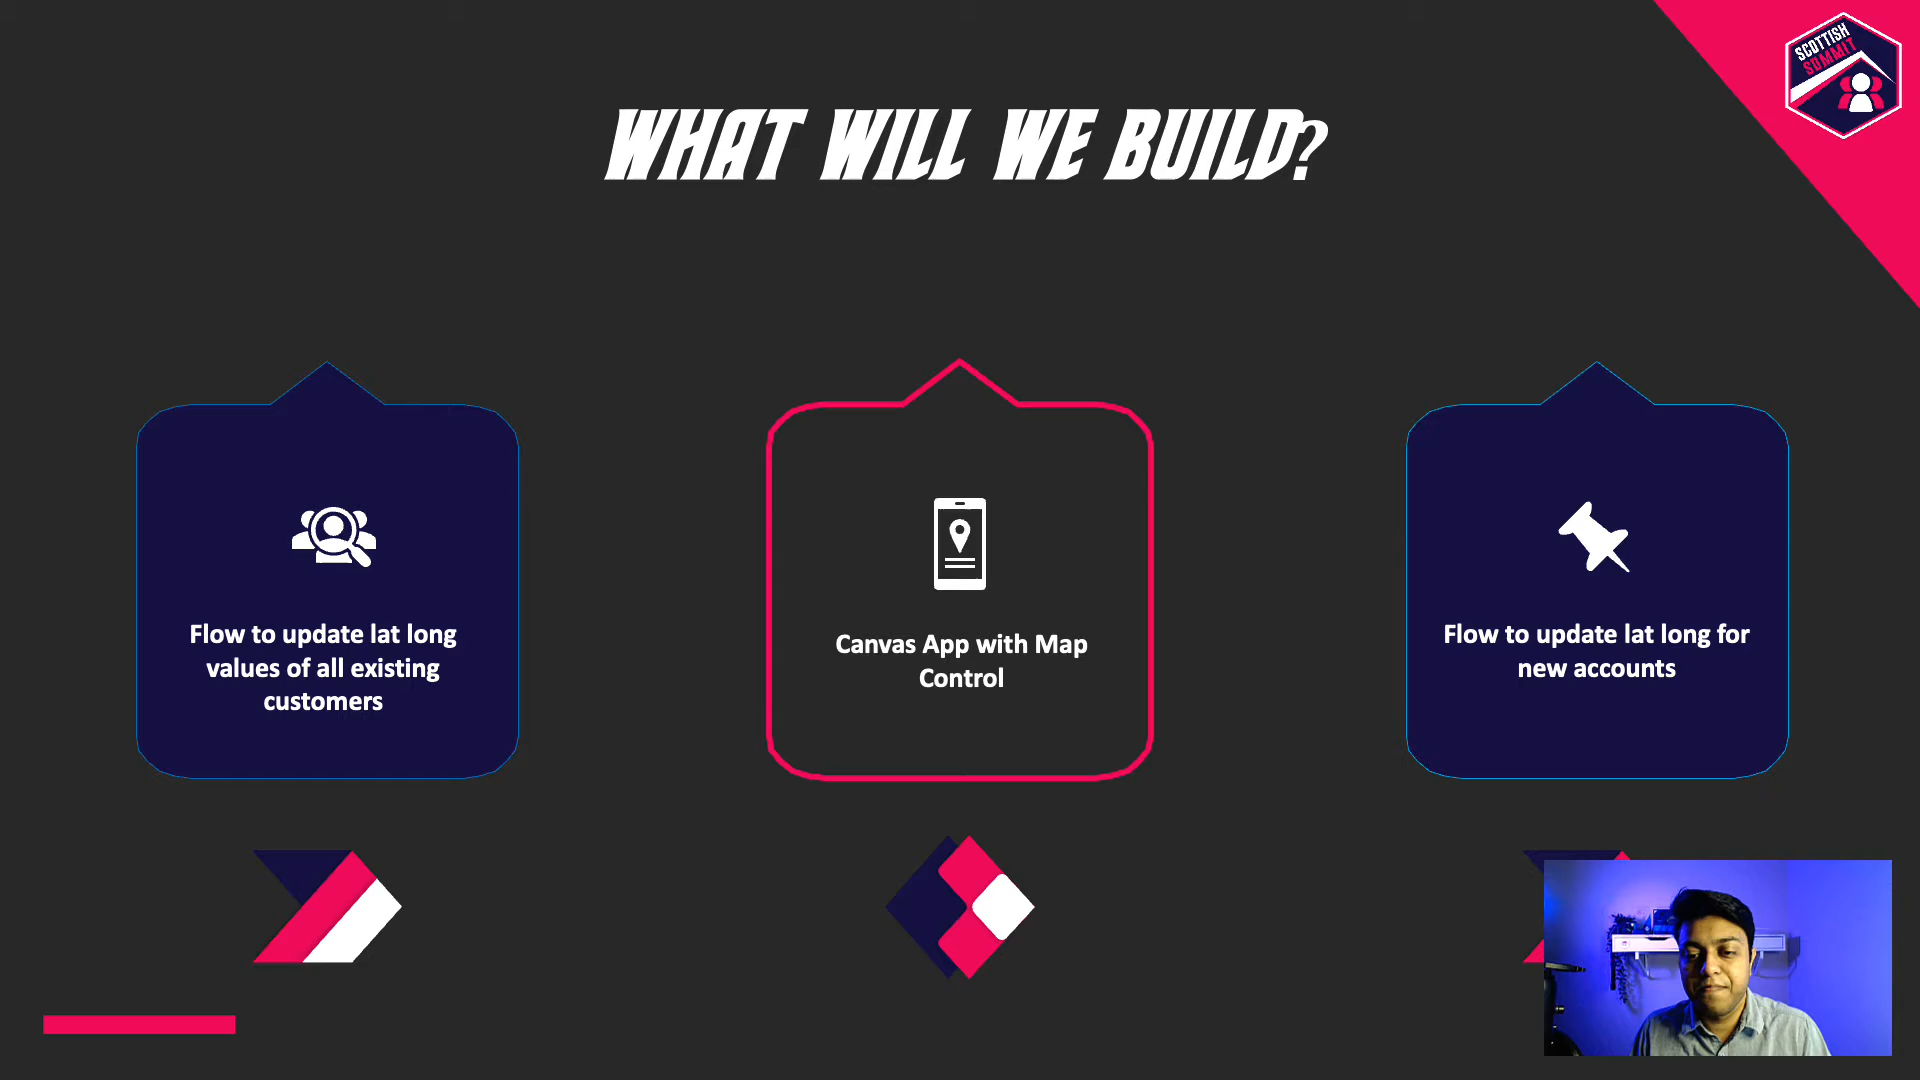 SCOTTISH
SUMMIT
WHAT WILL WE BUILD?
Flow to update lat long
values of all existing
customers
Canvas App with Map
Control
Flow to update lat long for
new accounts